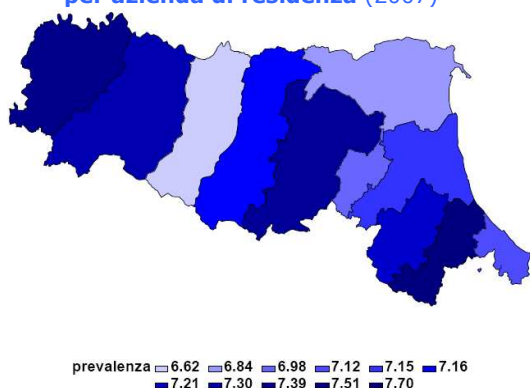 per azienda di residenza (2007)
prevalenza 6.62 6.84 6.98 7.12 7.15 7.16
7.21 7.30 7.39 7.51 7.70